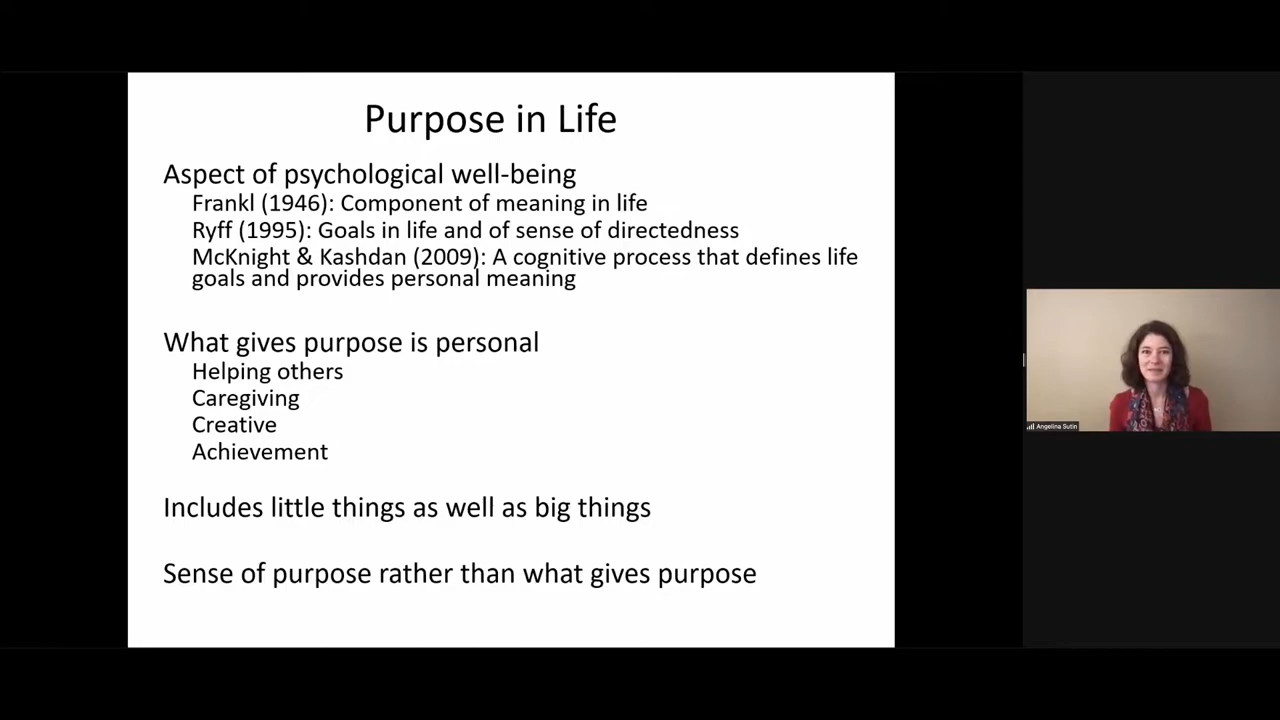 Purpose in Life
Aspect of psychological well-being
Frankl (1946): Component of meaning in life
Ryff (1995): Goals in life and of sense of directedness
McKnight & Kashdan (2009): A cognitive process that defines life
goals and provides personal meaning
What gives purpose is personal
Helping others
Caregiving
Creative
Achievement
Includes little things as well as big things
Sense of purpose rather than what gives purpose
Angelina Sutin